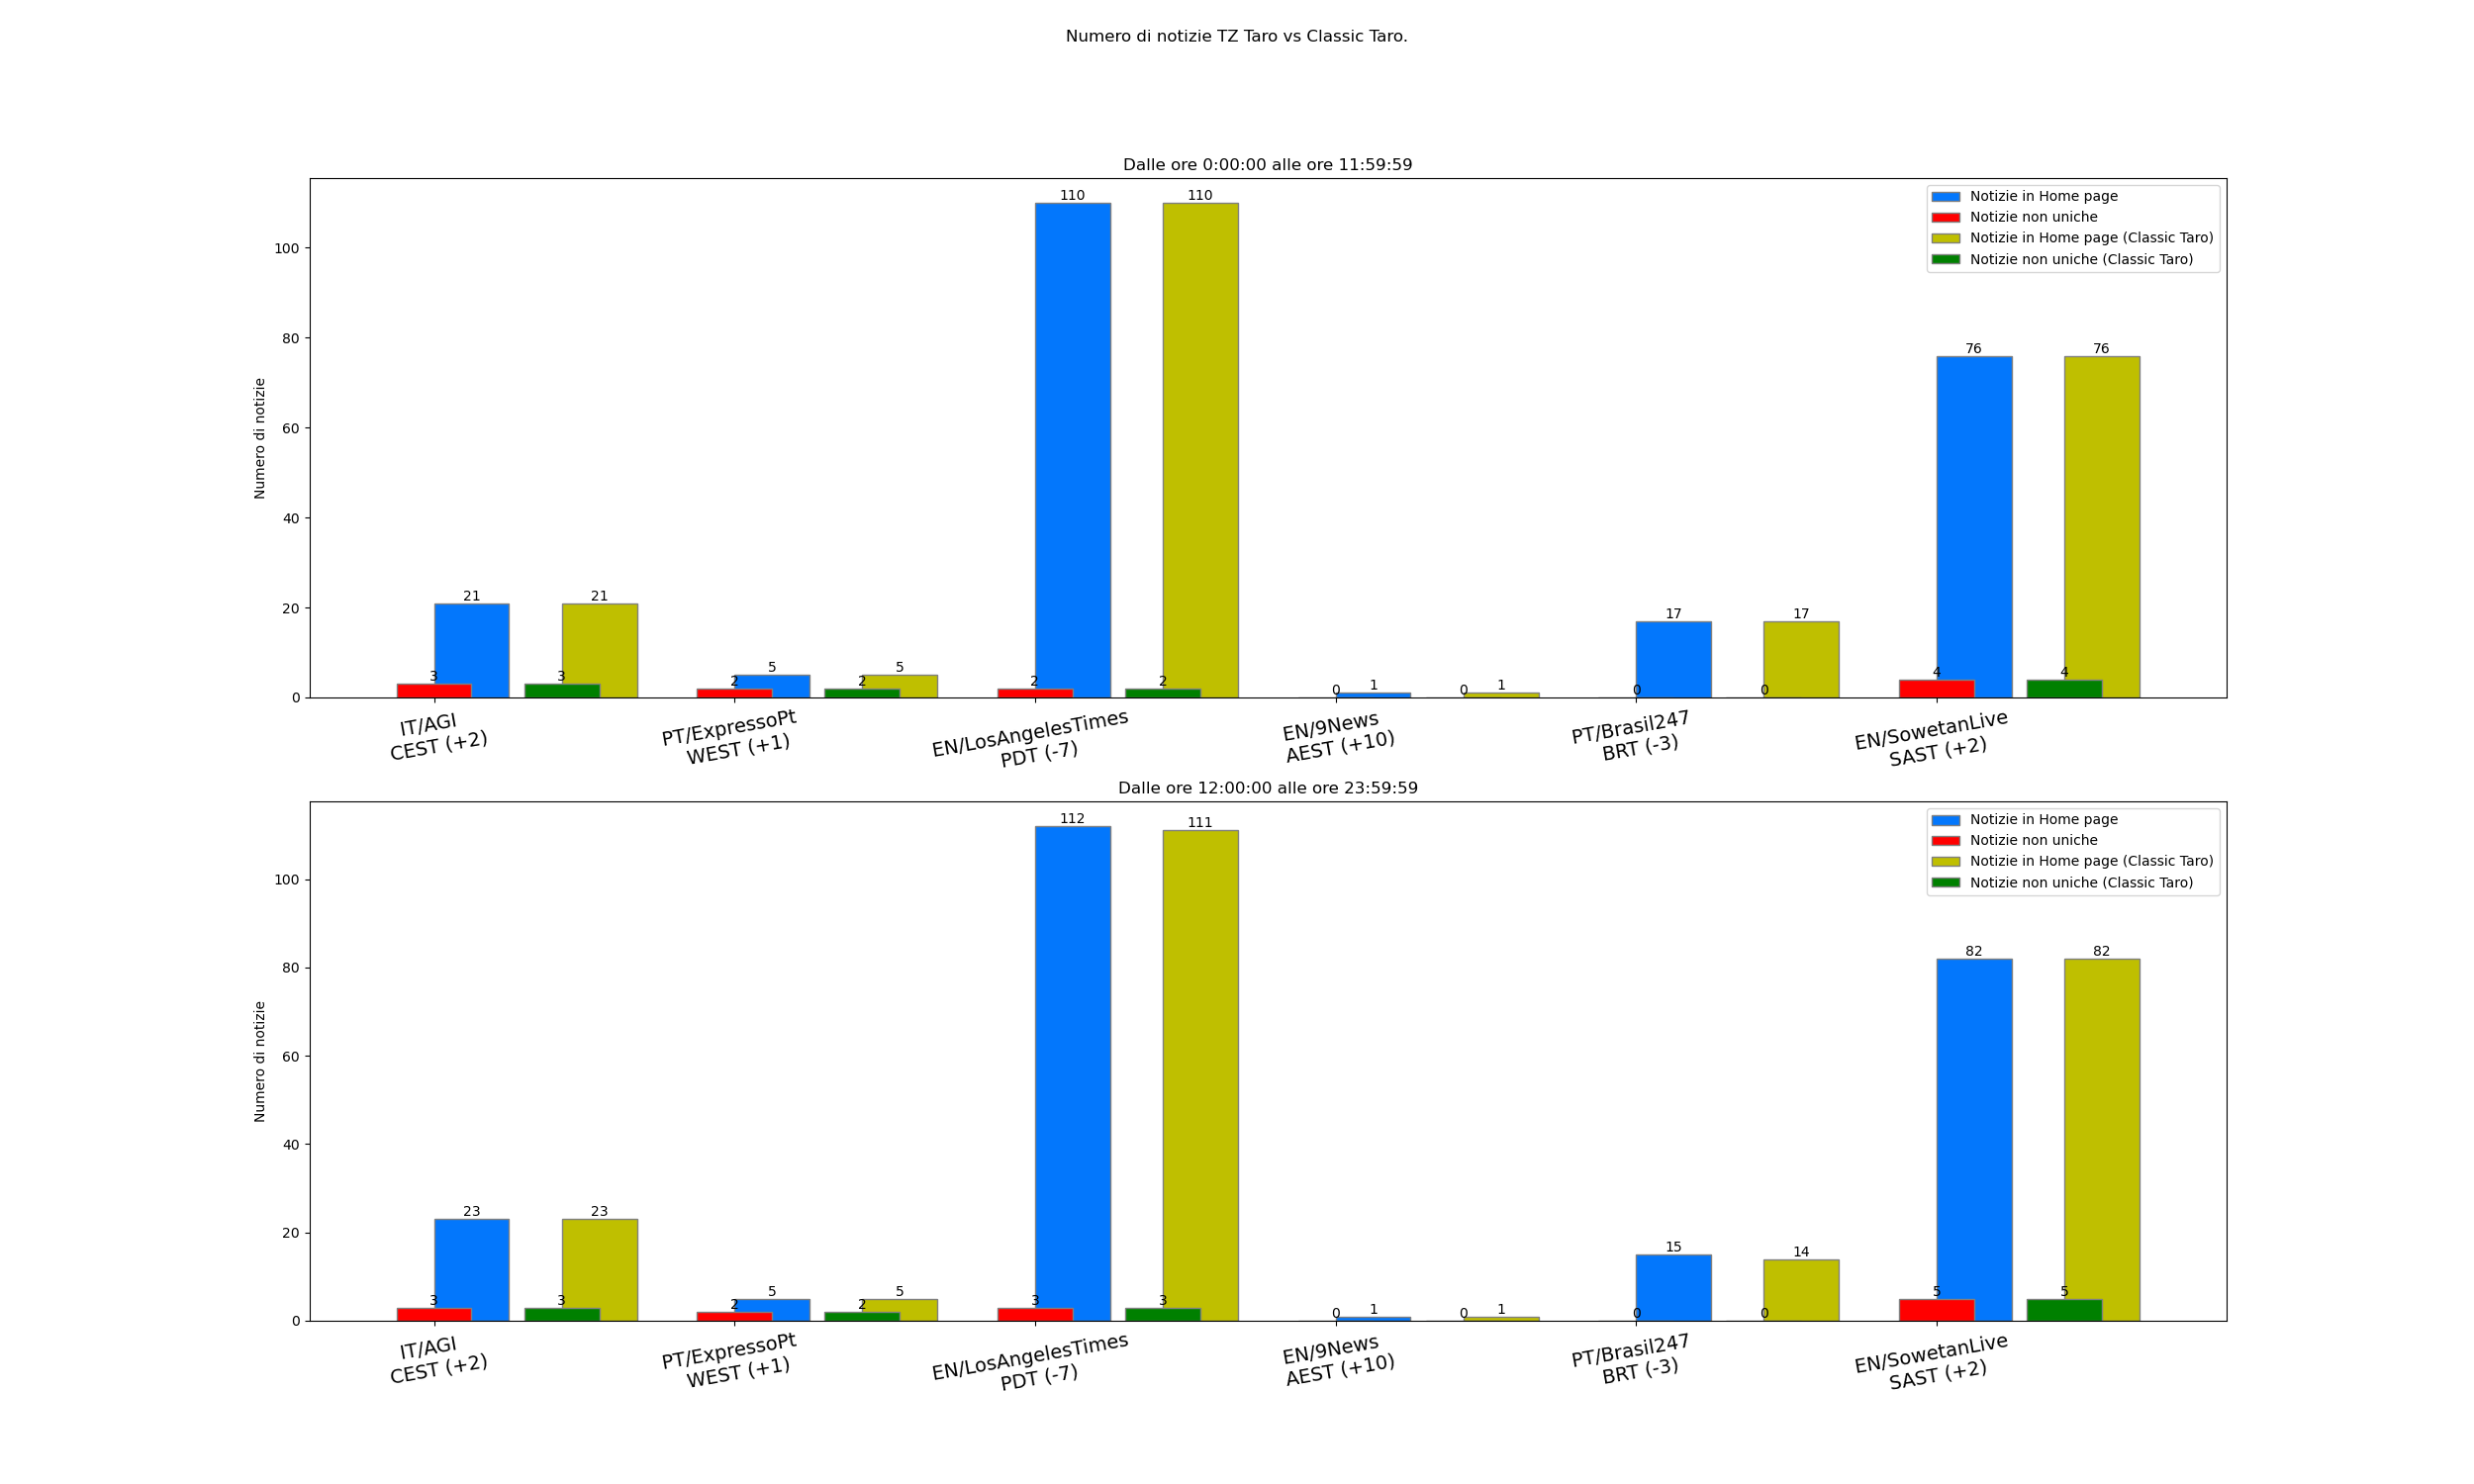 Numero di notizie TZ Taro vs Classic Taro.
Dalle ore 0:00:00 alle ore 11:59:59
Numero di notizie
100
80
60
40
20
0
110
110
76
76
21
21
17
17
5
5
1
1
3
3
2
2
2
2
0
0
0
0
4
4
Notizie in Home page
Notizie non uniche
Notizie in Home page (Classic Taro)
Notizie non uniche (Classic Taro)
IT/AGI
CEST (+2)
PT/ExpressoPt
WEST (+1)
EN/LosAngelesTimes
PDT (-7)
EN/9News
AEST (+10)
PT/Brasil247
BRT (-3)
EN/SowetanLive
SAST (+2)
Dalle ore 12:00:00 alle ore 23:59:59
Numero di notizie
100
80
60
40
20
0
112
111
82
82
23
23
15
14
5
5
1
1
3
3
2
2
3
3
0
0
0
0
5
5
Notizie in Home page
Notizie non uniche
Notizie in Home page (Classic Taro)
Notizie non uniche (Classic Taro)
IT/AGI
CEST (+2)
PT/ExpressoPt
WEST (+1)
EN/LosAngelesTimes
PDT (-7)
EN/9News
AEST (+10)
PT/Brasil247
BRT (-3)
EN/SowetanLive
SAST (+2)